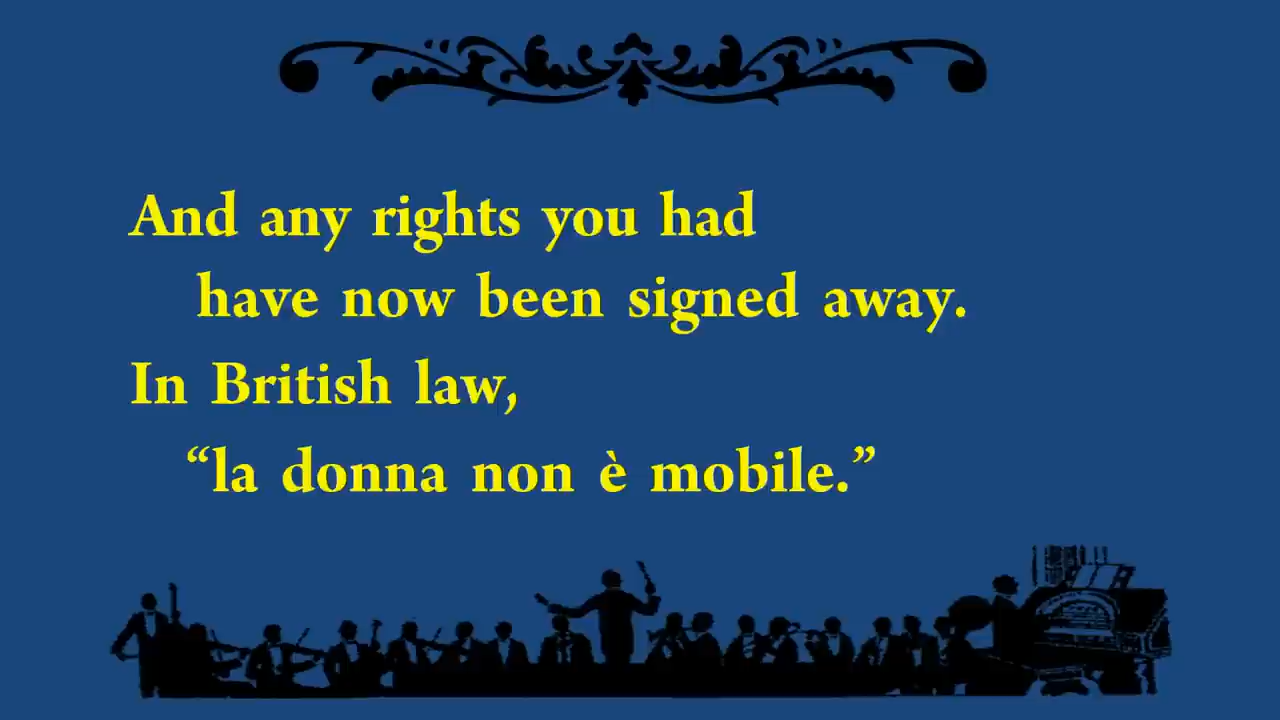 And any rights you had
have now been signed away.
In British law,
“la donna non è mobile.”